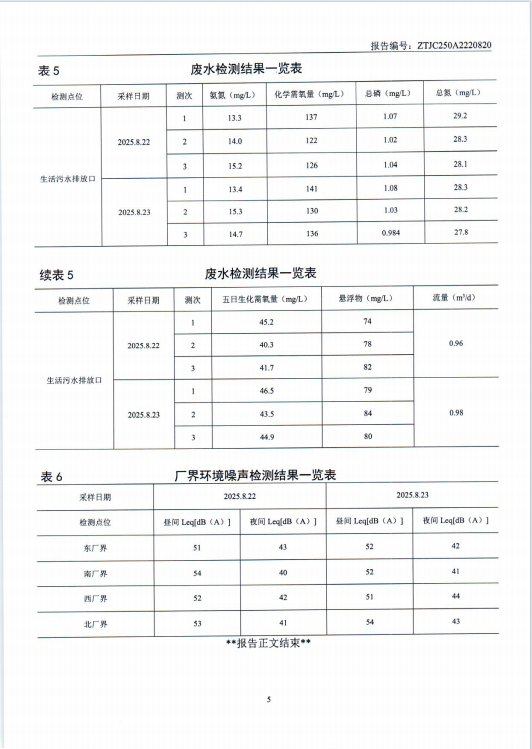 报告编号：ZTJC250A2220820
表 5 废水检测结果一览表
检测点位 采样日期 测次 氨氮（mg/L） 化学需氧量（mg/L） 总磷（mg/L） 总氮（mg/L）
生活污水排放口 2025.8.22 1 13.3 137 1.07 29.2
2 14.0 122 1.02 28.3
3 15.2 126 1.04 28.1
2025.8.23 1 13.4 141 1.08 28.3
2 15.3 130 1.03 28.2
3 14.7 136 0.984 27.8
续表 5 废水检测结果一览表
检测点位 采样日期 测次 五日生化需氧量（mg/L） 悬浮物（mg/L） 流量（m³/d）
生活污水排放口 2025.8.22 1 45.2 74 0.96
2 40.3 78
3 41.7 82
2025.8.23 1 46.5 79 0.98
2 43.5 84
3 44.9 80
表 6 厂界环境噪声检测结果一览表
采样日期 2025.8.22 2025.8.23
检测点位 昼间 Leq[dB（A）] 夜间 Leq[dB（A）] 昼间 Leq[dB（A）] 夜间 Leq[dB（A）]
东厂界 51 43 52 42
南厂界 54 40 52 41
西厂界 52 42 51 44
北厂界 53 41 54 43
**报告正文结束**
5